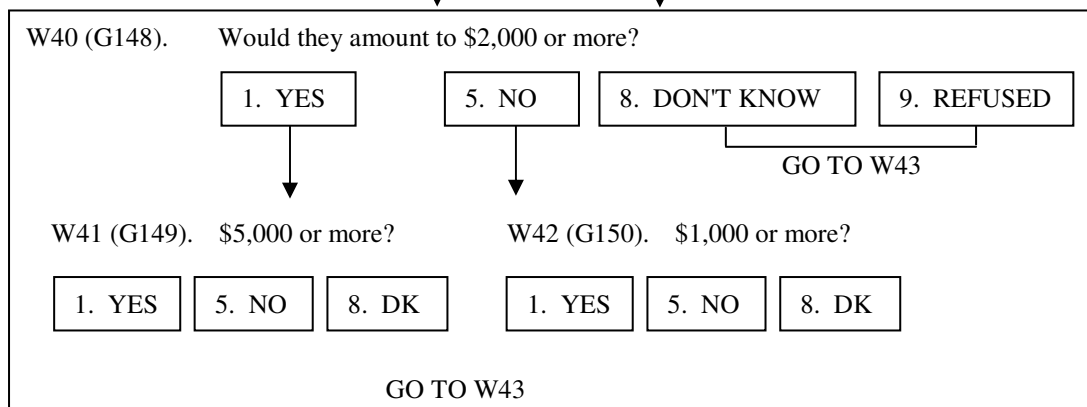 W40 (G148). Would they amount to $2,000 or more?
1. YES 5. NO 8. DON'T KNOW 9. REFUSED
GO TO W43
W41 (G149). $5,000 or more? W42 (G150). $1,000 or more?
1. YES 5. NO 8. DK 1. YES 5. NO 8. DK
GO TO W43